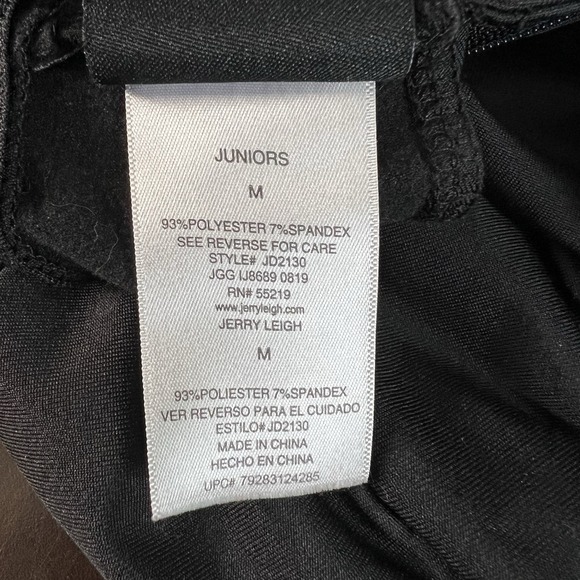 JUNIORS
M
93%POLYESTER 7%SPANDEX
SEE REVERSE FOR CARE
STYLE# JD2130
JGG IJ8689 0819
RN# 55219
www.jerryleigh.com
JERRY LEIGH
M
93%POLIESTER 7%SPANDEX
VER REVERSO PARA EL CUIDADO
ESTILO#JD2130
MADE IN CHINA
HECHO EN CHINA
UPC# 79283124285